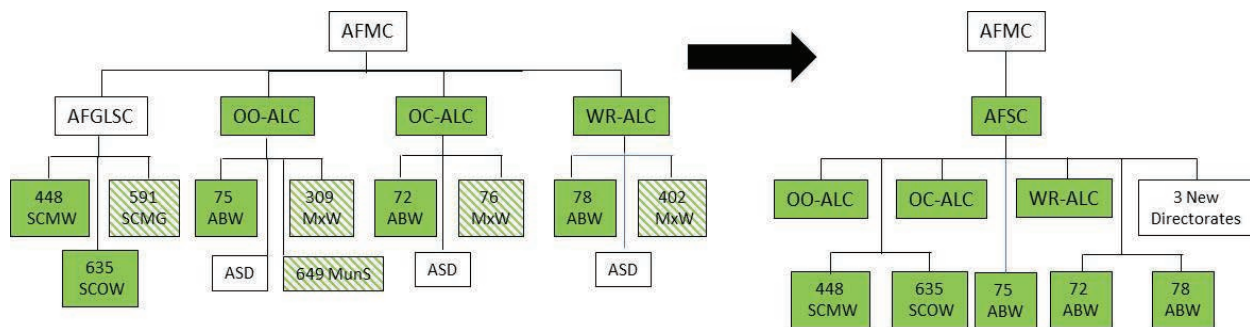 AFMC
AFGLSC
OO-ALC
OC-ALC
WR-ALC
448
SCMW
591
SCMG
75
ABW
309
MxW
72
ABW
76
MxW
78
ABW
402
MxW
635
SCOW
ASD
649 MunS
ASD
ASD
AFMC
AFSC
OO-ALC
OC-ALC
WR-ALC
3 New
Directorates
448
SCMW
635
SCOW
75
ABW
72
ABW
78
ABW